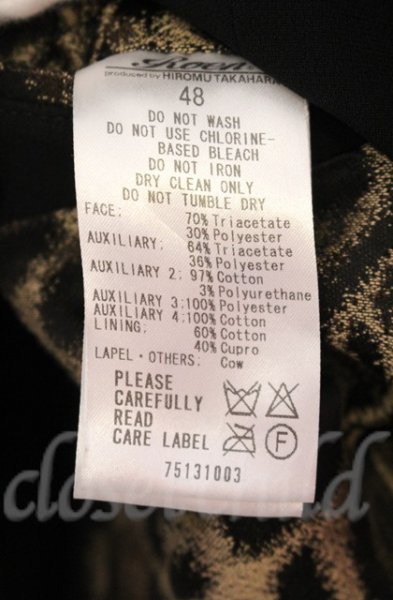 Roen
produced by HIROMU TAKAHARA
48
DO NOT WASH
DO NOT USE CHLORINE-
BASED BLEACH
DO NOT IRON
DRY CLEAN ONLY
DO NOT TUMBLE DRY
FACE: 70% Triacetate
30% Polyester
AUXILIARY: 64% Triacetate
36% Polyester
AUXILIARY 2: 97% Cotton
3% Polyurethane
AUXILIARY 3:100% Polyester
AUXILIARY 4:100% Cotton
LINING: 60% Cotton
40% Cupro
LAPEL・OTHERS: Cow
PLEASE
CAREFULLY
READ
CARE LABEL F
75131003
closetchild